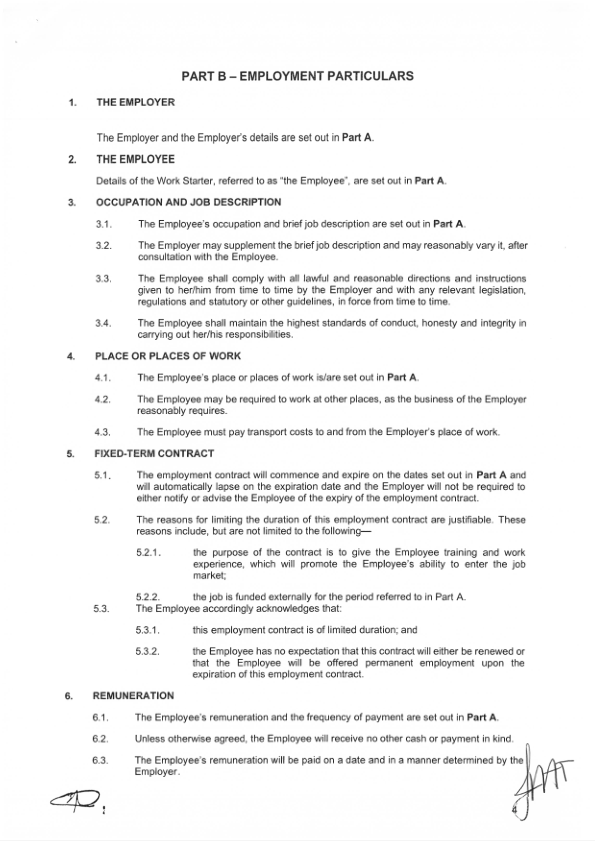 PART B – EMPLOYMENT PARTICULARS
1. THE EMPLOYER
The Employer and the Employer's details are set out in Part A.
2. THE EMPLOYEE
Details of the Work Starter, referred to as “the Employee”, are set out in Part A.
3. OCCUPATION AND JOB DESCRIPTION
3.1. The Employee's occupation and brief job description are set out in Part A.
3.2. The Employer may supplement the brief job description and may reasonably vary it, after
consultation with the Employee.
3.3. The Employee shall comply with all lawful and reasonable directions and instructions
given to her/him from time to time by the Employer and with any relevant legislation,
regulations and statutory or other guidelines, in force from time to time.
3.4. The Employee shall maintain the highest standards of conduct, honesty and integrity in
carrying out her/his responsibilities.
4. PLACE OR PLACES OF WORK
4.1. The Employee's place or places of work is/are set out in Part A.
4.2. The Employee may be required to work at other places, as the business of the Employer
reasonably requires.
4.3. The Employee must pay transport costs to and from the Employer's place of work.
5. FIXED-TERM CONTRACT
5.1. The employment contract will commence and expire on the dates set out in Part A and
will automatically lapse on the expiration date and the Employer will not be required to
either notify or advise the Employee of the expiry of the employment contract.
5.2. The reasons for limiting the duration of this employment contract are justifiable. These
reasons include, but are not limited to the following—
5.2.1. the purpose of the contract is to give the Employee training and work
experience, which will promote the Employee's ability to enter the job
market;
5.2.2. the job is funded externally for the period referred to in Part A.
5.3. The Employee accordingly acknowledges that:
5.3.1. this employment contract is of limited duration; and
5.3.2. the Employee has no expectation that this contract will either be renewed or
that the Employee will be offered permanent employment upon the
expiration of this employment contract.
6. REMUNERATION
6.1. The Employee's remuneration and the frequency of payment are set out in Part A.
6.2. Unless otherwise agreed, the Employee will receive no other cash or payment in kind.
6.3. The Employee's remuneration will be paid on a date and in a manner determined by the
Employer.
4